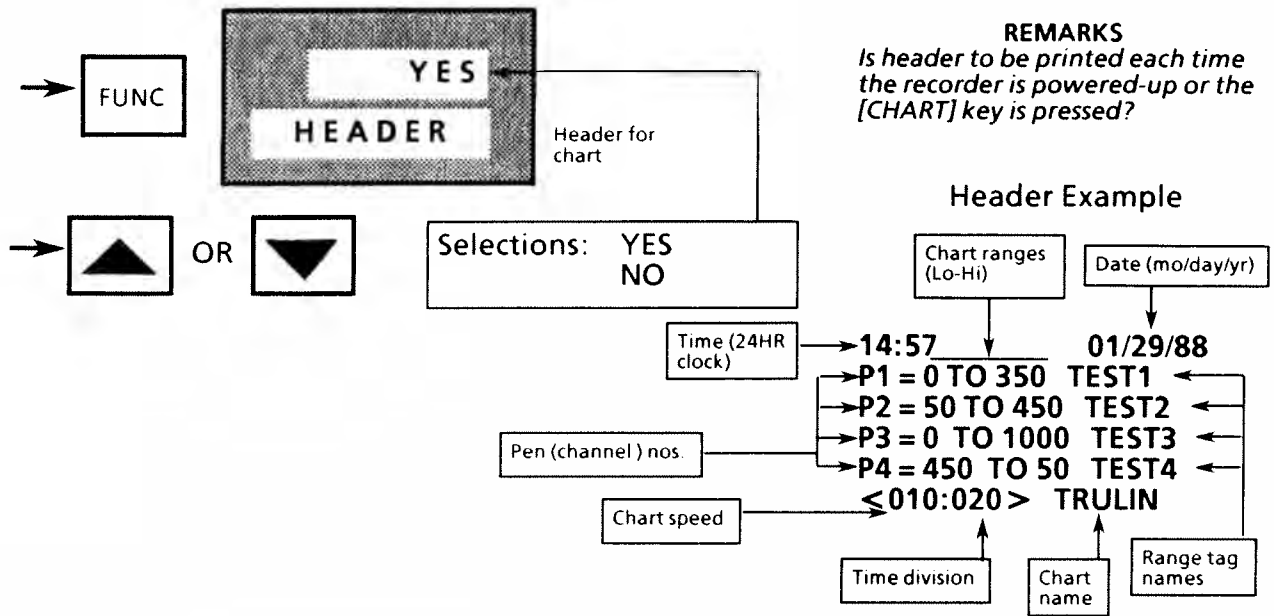 FUNC
YES
HEADER
Header for
chart
REMARKS
Is header to be printed each time
the recorder is powered-up or the
[CHART] key is pressed?
OR
Selections: YES
NO
Header Example
Chart ranges
(Lo-Hi)
Date (mo/day/yr)
Time (24HR
clock)
14:57 01/29/88
P1 = 0 TO 350 TEST1
P2 = 50 TO 450 TEST2
P3 = 0 TO 1000 TEST3
P4 = 450 TO 50 TEST4
<010:020> TRULIN
Pen (channel) nos.
Chart speed
Time division
Chart
name
Range tag
names